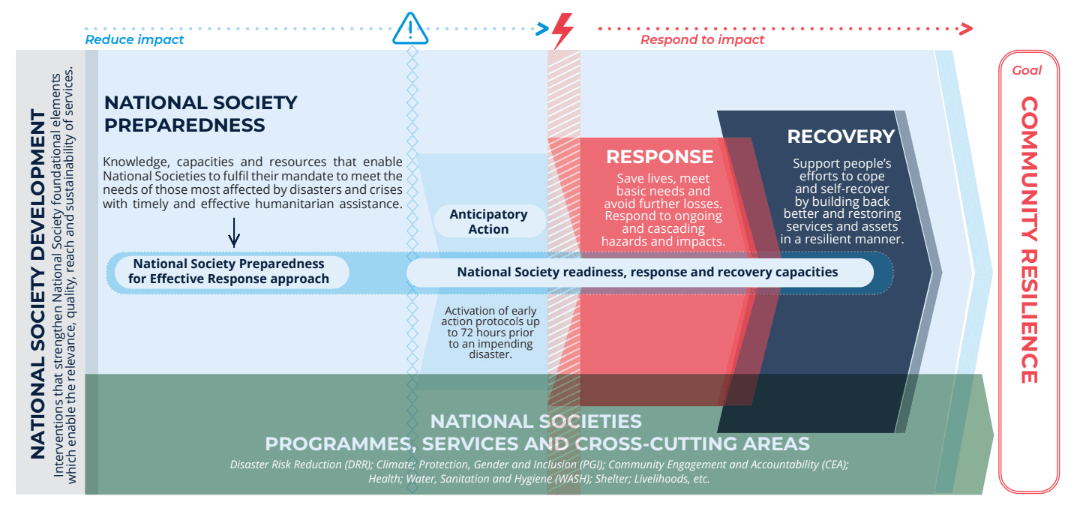 Reduce impact
Respond to impact
NATIONAL SOCIETY DEVELOPMENT
Interventions that strengthen National Society foundational elements
which enable the relevance, quality, reach and sustainability of services.
NATIONAL SOCIETY
PREPAREDNESS
Knowledge, capacities and resources that enable
National Societies to fulfil their mandate to meet the
needs of those most affected by disasters and crises
with timely and effective humanitarian assistance.
National Society Preparedness
for Effective Response approach
Anticipatory
Action
National Society readiness, response and recovery capacities
Activation of early
action protocols up
to 72 hours prior
to an impending
disaster.
RESPONSE
Save lives, meet
basic needs and
avoid further losses.
Respond to ongoing
and cascading
hazards and impacts.
RECOVERY
Support people's
efforts to cope
and self-recover
by building back
better and restoring
services and assets
in a resilient manner.
NATIONAL SOCIETIES
PROGRAMMES, SERVICES AND CROSS-CUTTING AREAS
Disaster Risk Reduction (DRR); Climate; Protection, Gender and Inclusion (PGI); Community Engagement and Accountability (CEA);
Health; Water, Sanitation and Hygiene (WASH); Shelter; Livelihoods, etc.
Goal
COMMUNITY RESILIENCE